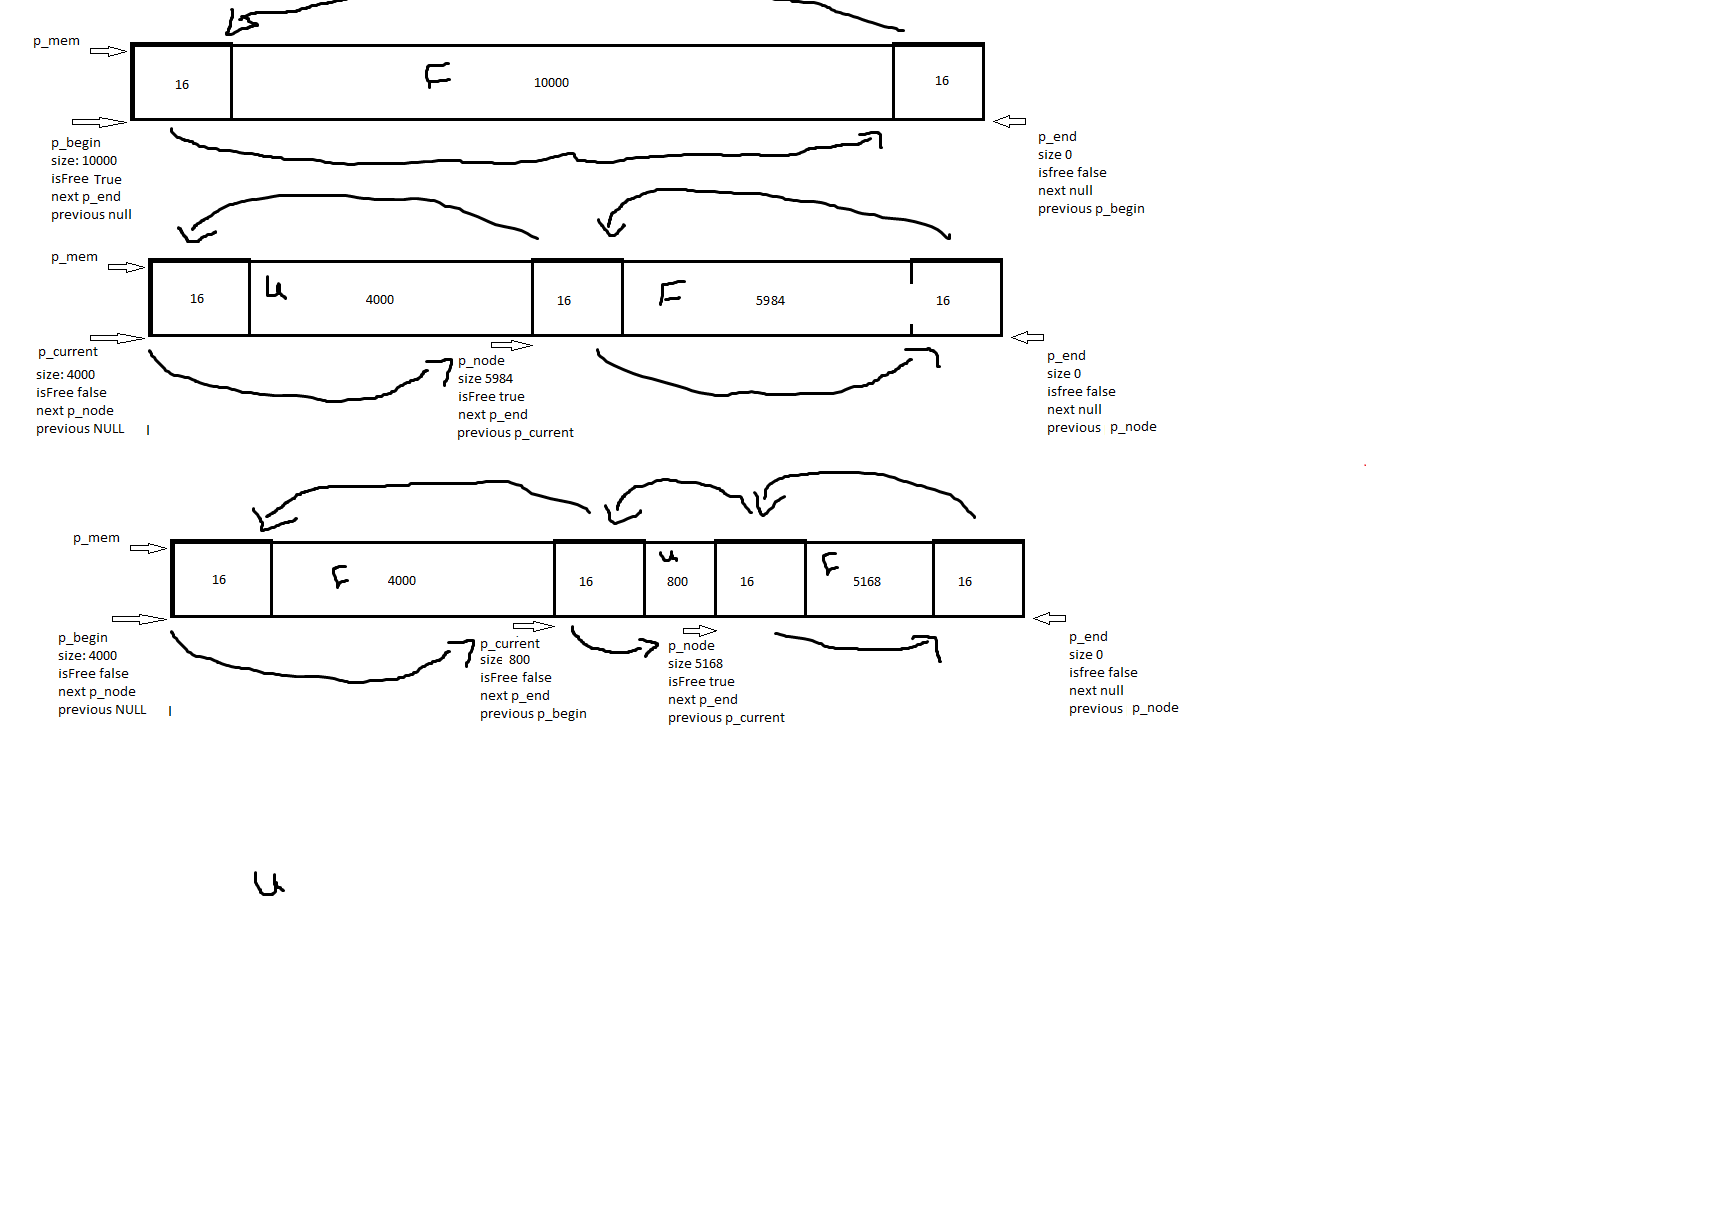 p_mem
16
F
10000
16
p_begin
size: 10000
isFree True
next p_end
previous null
p_end
size 0
isfree false
next null
previous p_begin
p_mem
16
u
4000
16
F
5984
16
p_current
size: 4000
isFree false
next p_node
previous NULL
p_node
size 5984
isFree true
next p_end
previous p_current
p_end
size 0
isfree false
next null
previous p_node
p_mem
16
F
4000
16
u
800
16
F
5168
16
p_begin
size: 4000
isFree false
next p_node
previous NULL
p_current
size 800
isFree false
next p_end
previous p_begin
p_node
size 5168
isFree true
next p_end
previous p_current
p_end
size 0
isfree false
next null
previous p_node
u